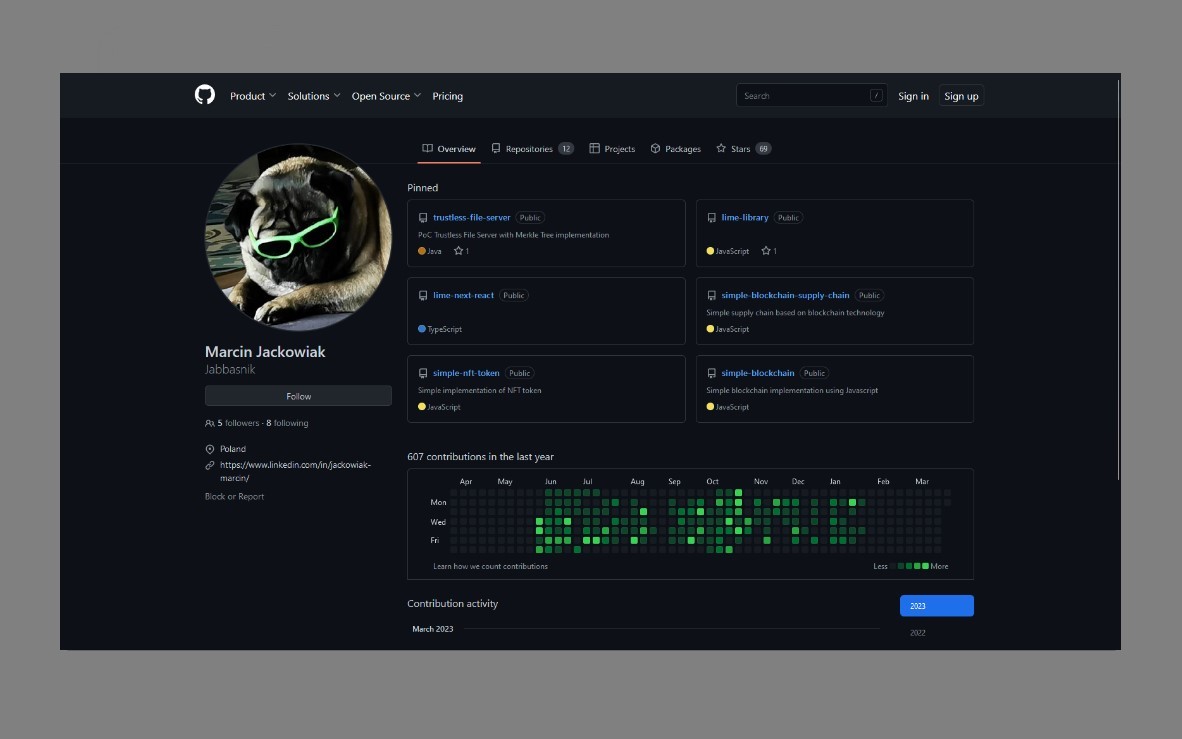 Product Solutions Open Source Pricing
Search /
Sign in Sign up
Overview Repositories 12 Projects Packages Stars 69
Marcin Jackowiak
Jabbasnik
Follow
5 followers · 8 following
Poland
https://www.linkedin.com/in/jackowiak-
marcin/
Block or Report
Pinned
trustless-file-server Public
PoC Trustless File Server with Merkle Tree implementation
Java 1
lime-library Public
JavaScript 1
lime-next-react Public
TypeScript
simple-blockchain-supply-chain Public
Simple supply chain based on blockchain technology
JavaScript
simple-nft-token Public
Simple implementation of NFT token
JavaScript
simple-blockchain Public
Simple blockchain implementation using Javascript
JavaScript
607 contributions in the last year
Apr May Jun Jul Aug Sep Oct Nov Dec Jan Feb Mar
Mon
Wed
Fri
Learn how we count contributions
Less More
Contribution activity
2023
March 2023
2022